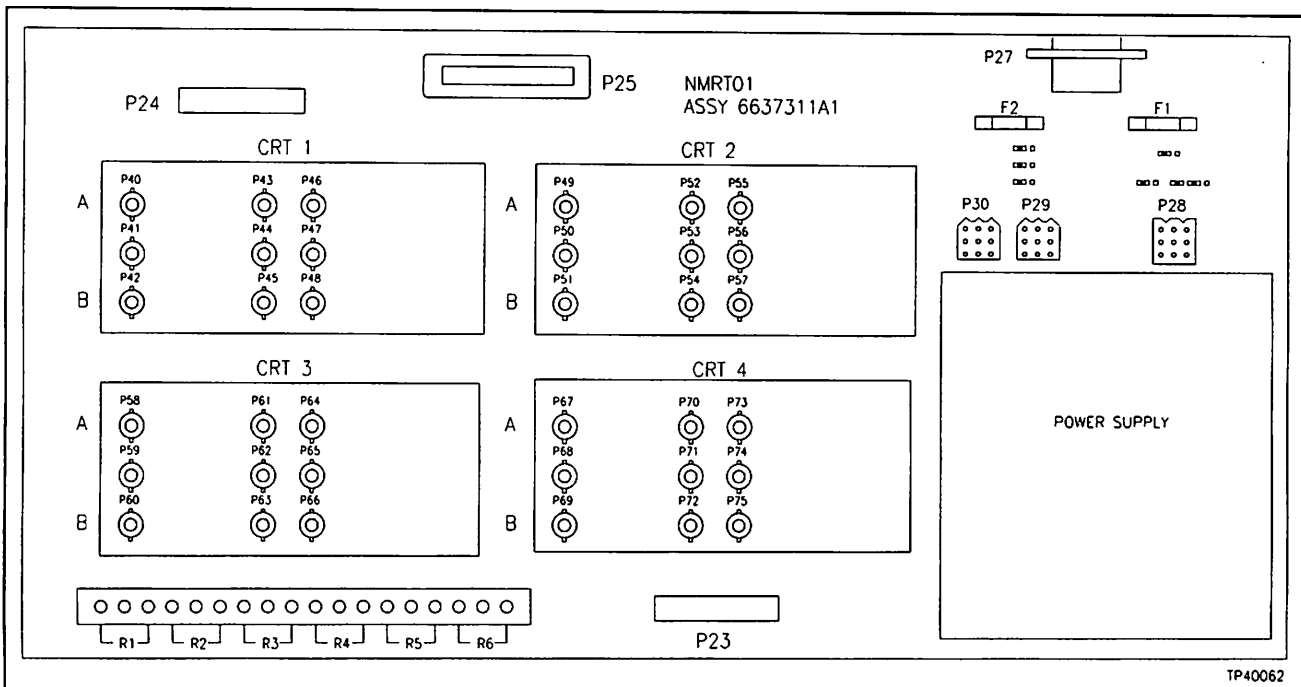 P27
P24
P25
NMRT01
ASSY 6637311A1
F2 F1
CRT 1 CRT 2
P30 P29 P28
A P40 P43 P46
P41 P44 P47
B P42 P45 P48
A P49 P52 P55
P50 P53 P56
B P51 P54 P57
CRT 3 CRT 4
A P58 P61 P64
P59 P62 P65
B P60 P63 P66
A P67 P70 P73
P68 P71 P74
B P69 P72 P75
POWER SUPPLY
R1 R2 R3 R4 R5 R6
P23
TP40062